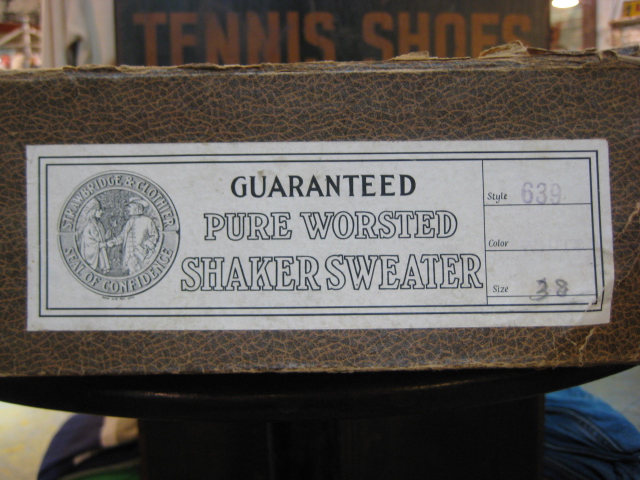 TENNIS SHOES
STRAWBRIDGE & CLOTHIER
SEAL OF CONFIDENCE
GUARANTEED
PURE WORSTED
SHAKER SWEATER
Style 639
Color
Size 38